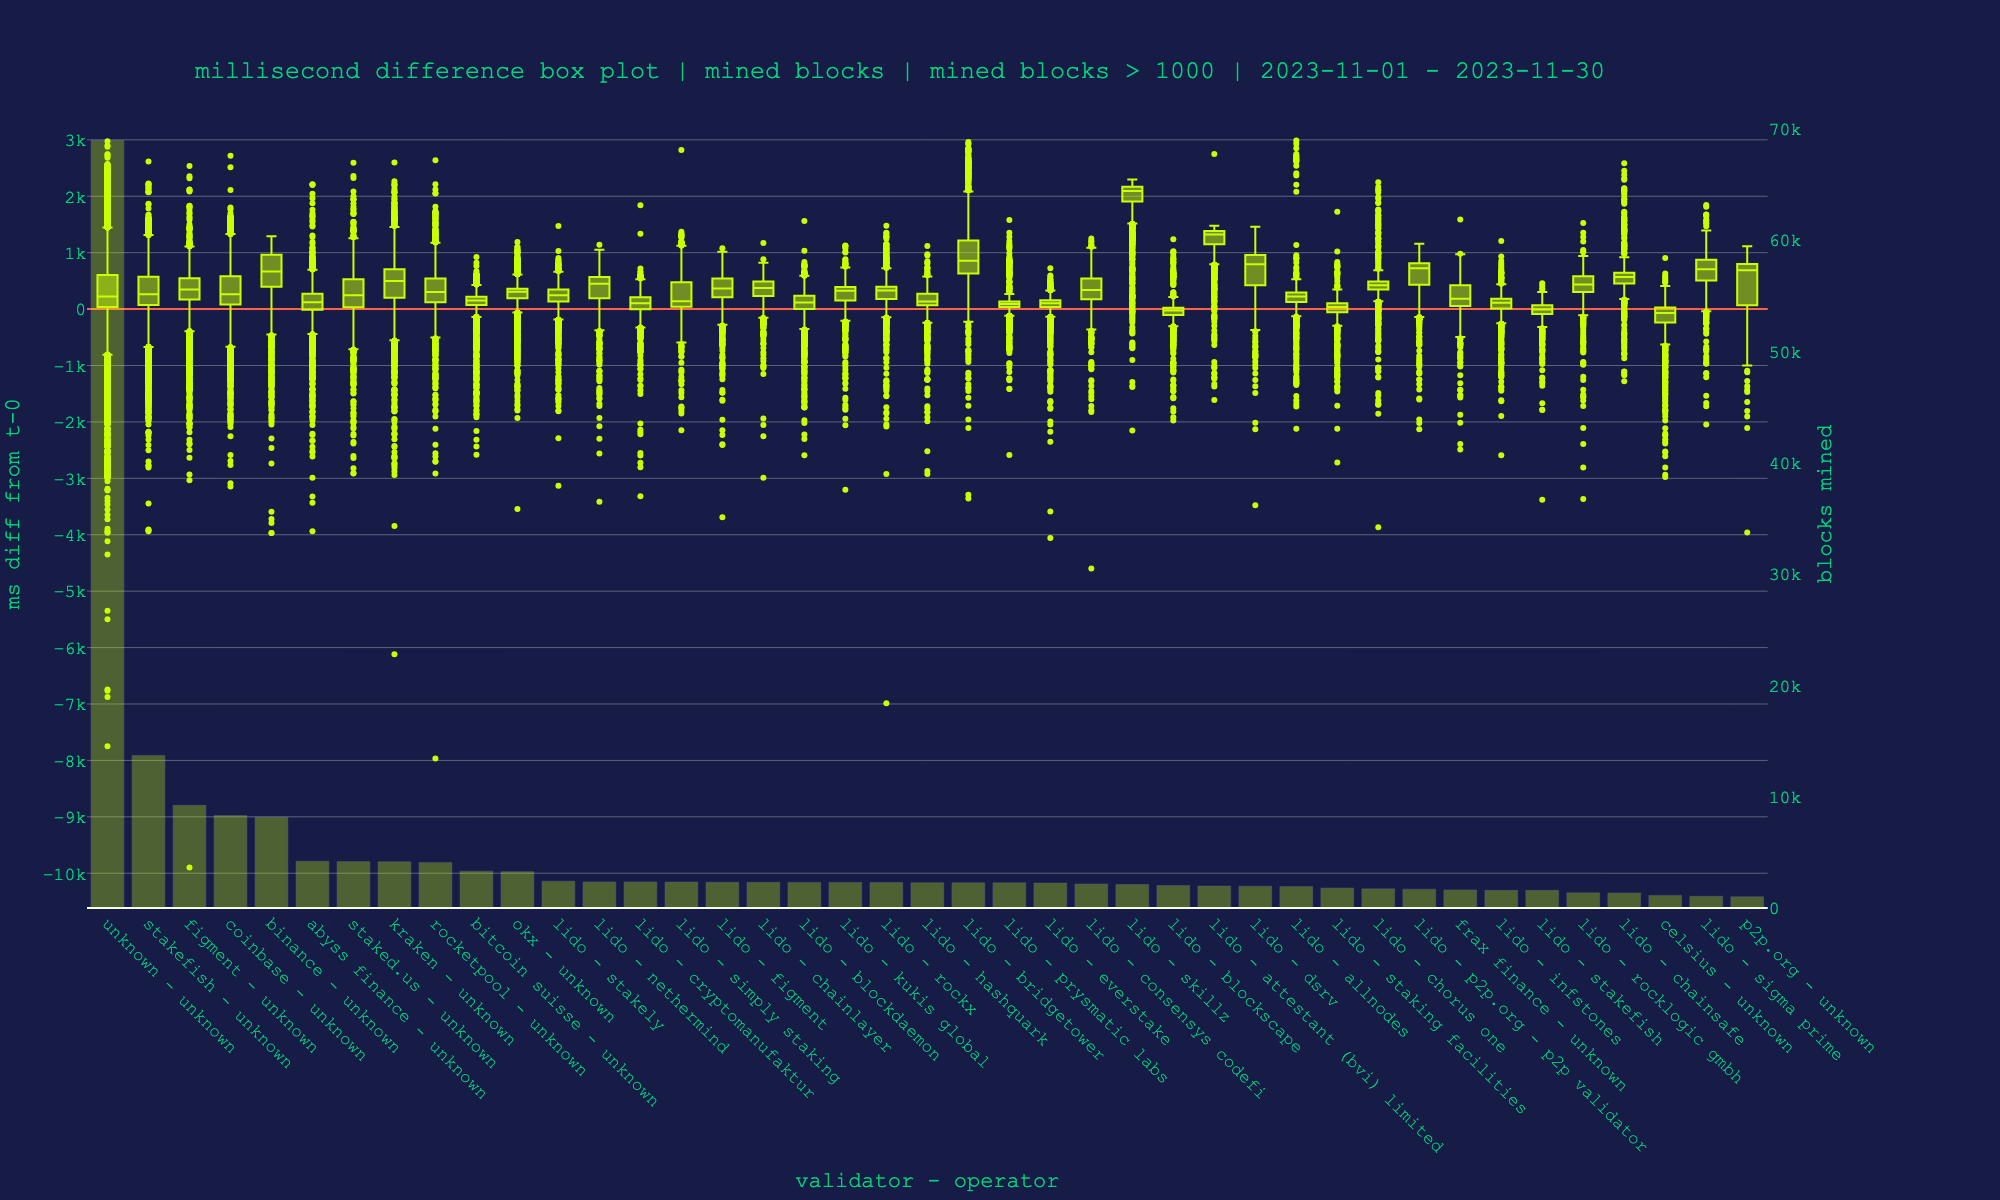 millisecond difference box plot | mined blocks | mined blocks > 1000 | 2023-11-01 - 2023-11-30
3k
2k
1k
0
−1k
−2k
−3k
−4k
−5k
−6k
−7k
−8k
−9k
−10k
ms diff from t-0
70k
60k
50k
40k
30k
20k
10k
0
blocks mined
unknown - unknown
stakefish - unknown
figment - unknown
coinbase - unknown
binance - unknown
abyss finance - unknown
staked.us - unknown
kraken - unknown
rocketpool - unknown
bitcoin suisse - unknown
okx - unknown
lido - stakely
lido - nethermind
lido - cryptomanufaktur
lido - simply staking
lido - figment
lido - chainlayer
lido - blockdaemon
lido - kukis global
lido - rockx
lido - hashquark
lido - bridgetower
lido - prysmatic labs
lido - everstake
lido - consensys codefi
lido - skillz
lido - blockscape
lido - attestant (bvi) limited
lido - dsrv
lido - allnodes
lido - staking facilities
lido - chorus one
lido - p2p.org - p2p validator
frax finance - unknown
lido - infstones
lido - stakefish
lido - rocklogic gmbh
lido - chainsafe
celsius - unknown
lido - sigma prime
p2p.org - unknown
validator - operator